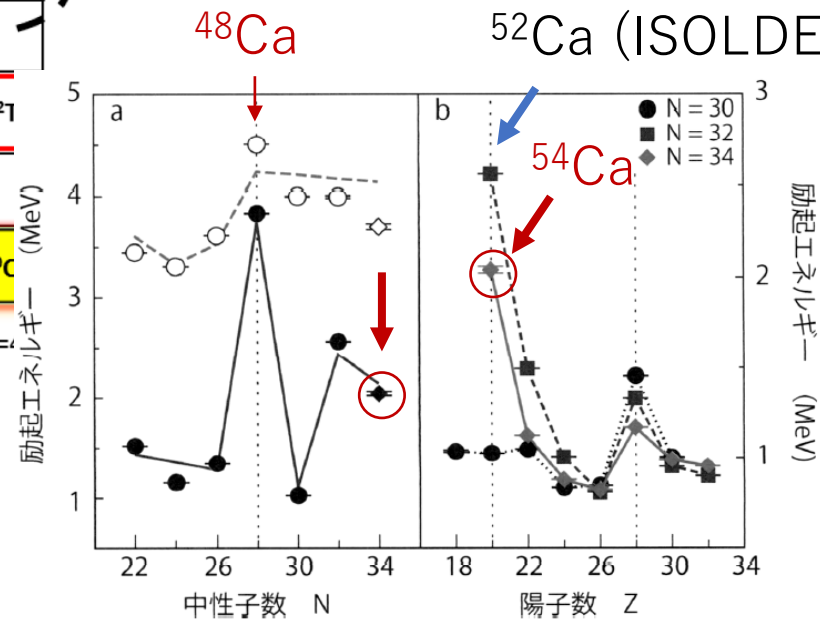 ⁴⁸Ca
⁵²Ca (ISOLDE
⁵⁴Ca
a
b
N = 30
N = 32
N = 34
5
4
3
2
1
3
2
1
励起エネルギー (MeV)
励起エネルギー (MeV)
22 26 30 34
18 22 26 30 34
中性子数 N
陽子数 Z